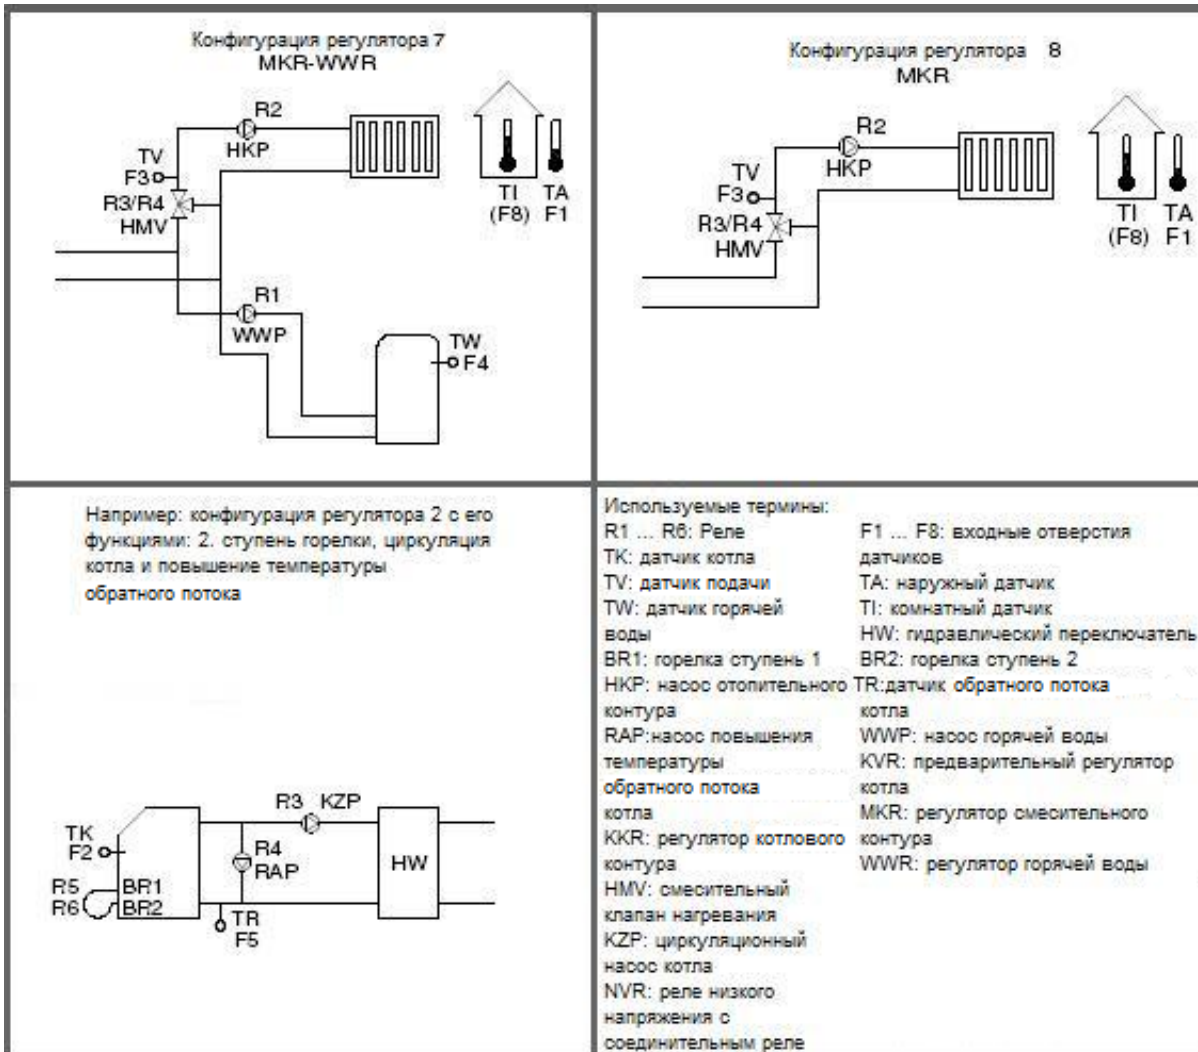 Конфигурация регулятора 7
MKR-WWR
R2
HKP
TV
F3
R3/R4
HMV
TI
(F8)
TA
F1
R1
WWP
TW
F4
Конфигурация регулятора 8
MKR
R2
HKP
TV
F3
R3/R4
HMV
TI
(F8)
TA
F1
Например: конфигурация регулятора 2 с его
функциями: 2. ступень горелки, циркуляция
котла и повышение температуры
обратного потока
R3 KZP
TK
F2
R4
RAP
HW
R5
R6
BR1
BR2
TR
F5
Используемые термины:
R1 ... R6: Реле
TK: датчик котла
TV: датчик подачи
TW: датчик горячей
воды
BR1: горелка ступень 1
HKP: насос отопительного
контура
RAP:насос повышения
температуры
обратного потока
котла
KKR: регулятор котлового
контура
HMV: смесительный
клапан нагревания
KZP: циркуляционный
насос котла
NVR: реле низкого
напряжения с
соединительным реле
F1 ... F8: входные отверстия
датчиков
TA: наружный датчик
TI: комнатный датчик
HW: гидравлический переключатель
BR2: горелка ступень 2
TR:датчик обратного потока
котла
WWP: насос горячей воды
KVR: предварительный регулятор
котла
MKR: регулятор смесительного
контура
WWR: регулятор горячей воды